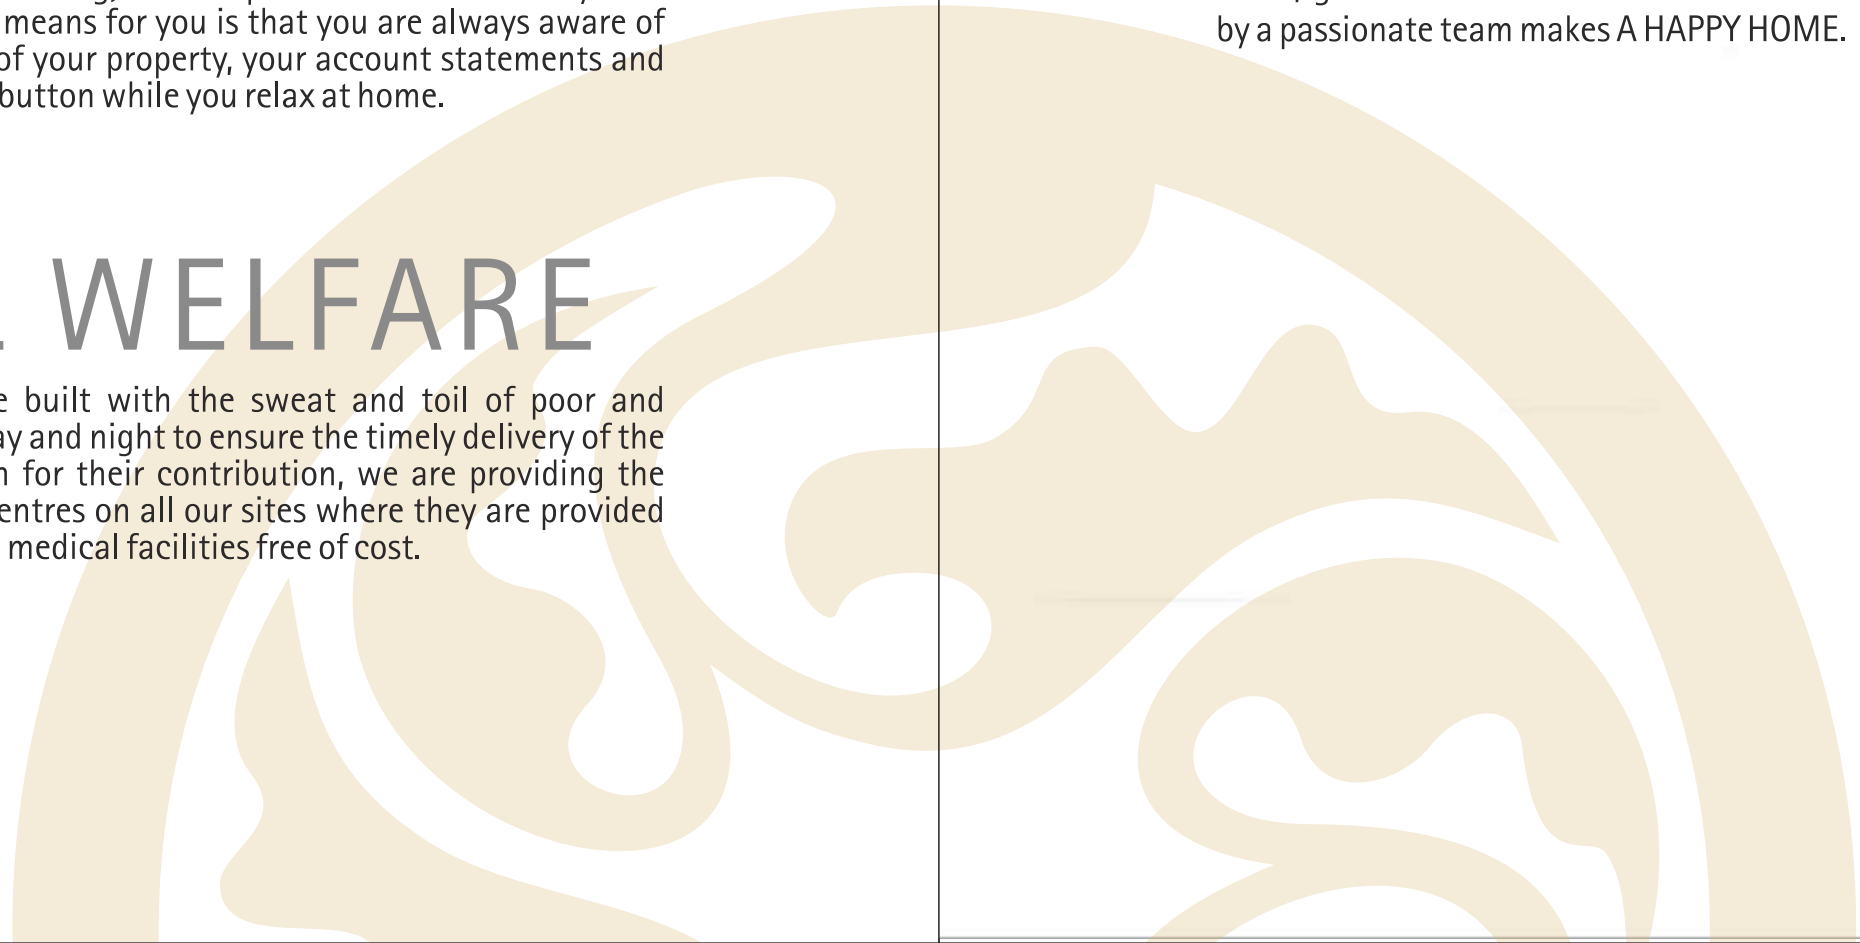 means for you is that you are always aware of
of your property, your account statements and
button while you relax at home.
WELFARE
built with the sweat and toil of poor and
and night to ensure the timely delivery of the
for their contribution, we are providing the
on all our sites where they are provided
medical facilities free of cost.
by a passionate team makes A HAPPY HOME.